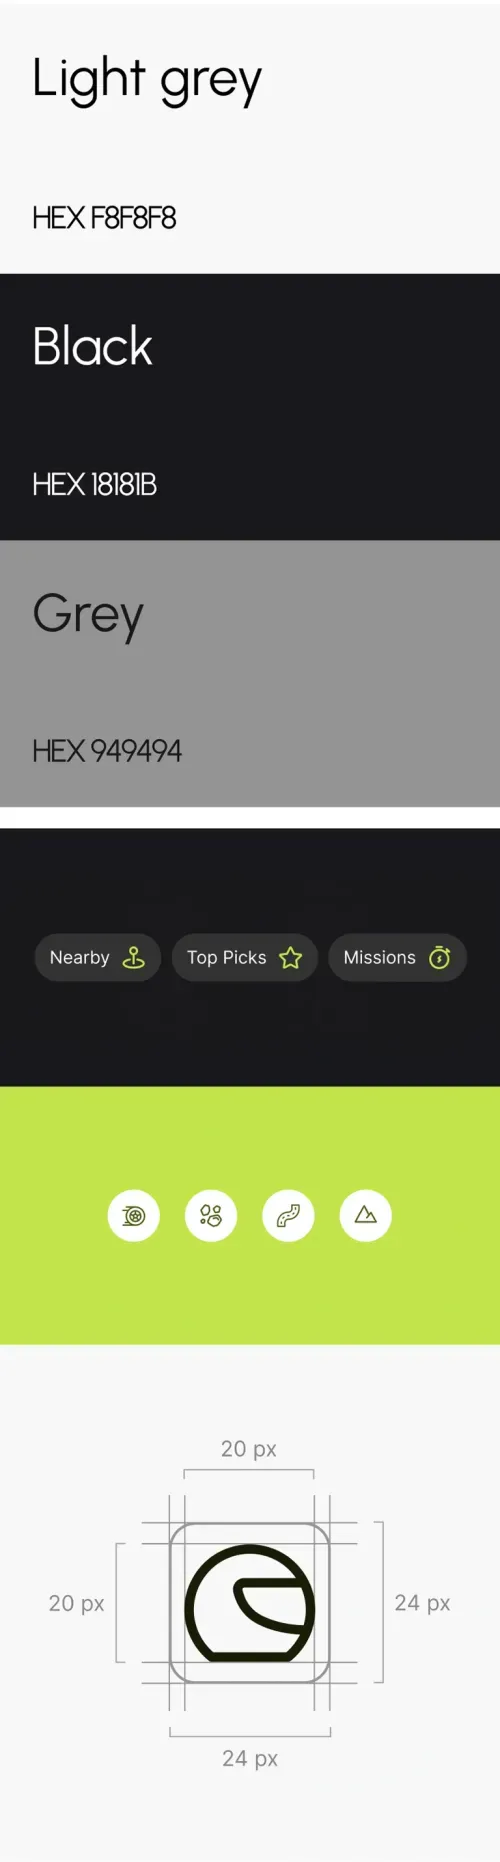 Light grey
HEX F8F8F8
Black
HEX 18181B
Grey
HEX 949494
Nearby
Top Picks
Missions
20 px
20 px
24 px
24 px